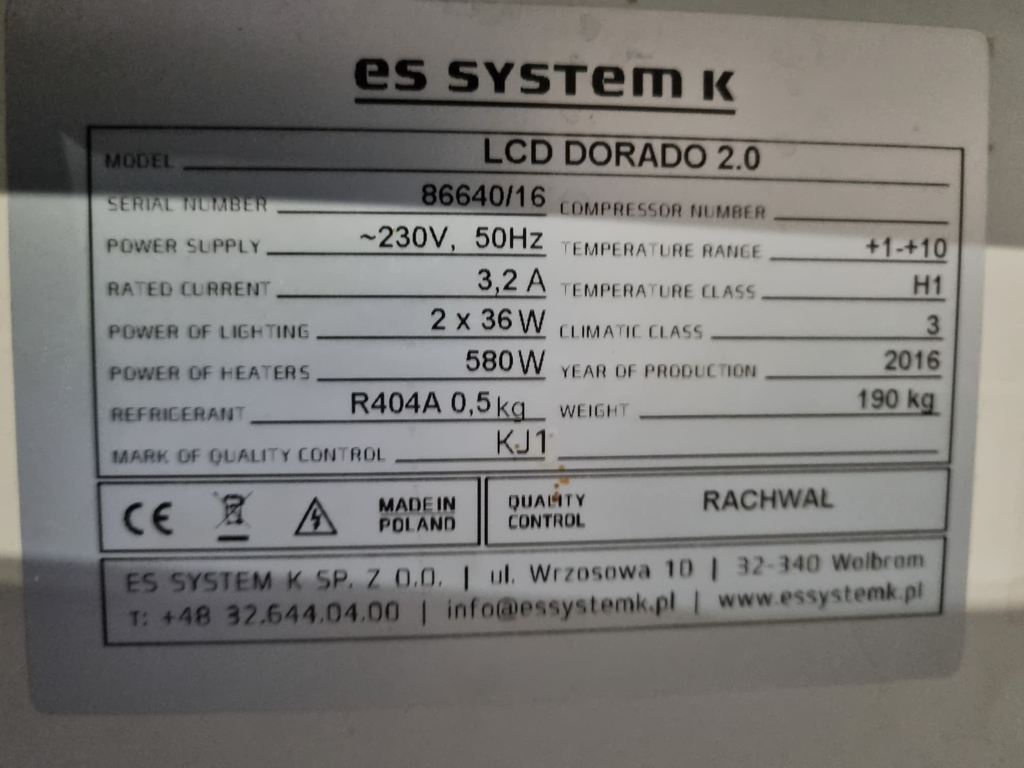 es system k
MODEL LCD DORADO 2.0
SERIAL NUMBER 86640/16 COMPRESSOR NUMBER
POWER SUPPLY ~230V, 50Hz TEMPERATURE RANGE +1-+10
RATED CURRENT 3,2 A TEMPERATURE CLASS H1
POWER OF LIGHTING 2 x 36W CLIMATIC CLASS 3
POWER OF HEATERS 580W YEAR OF PRODUCTION 2016
REFRIGERANT R404A 0,5kg WEIGHT 190 kg
MARK OF QUALITY CONTROL KJ1
CE MADE IN POLAND QUALITY CONTROL RACHWAŁ
ES SYSTEM K SP. Z O.O. | ul. Wrzosowa 10 | 32-340 Wolbrom
T: +48 32.644.04.00 | info@essystemk.pl | www.essystemk.pl